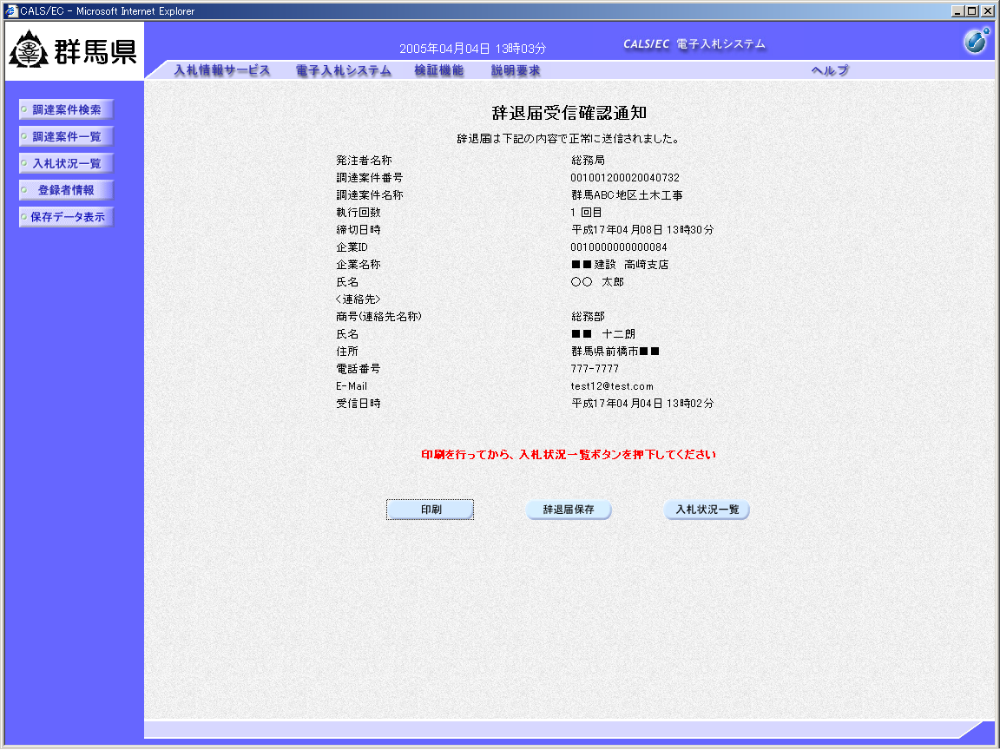 CALS/EC - Microsoft Internet Explorer
群馬県
2005年04月04日 13時03分
CALS/EC 電子入札システム
入札情報サービス 電子入札システム 検証機能 説明要求 ヘルプ
調達案件検索
調達案件一覧
入札状況一覧
登録者情報
保存データ表示
辞退届受信確認通知
辞退届は下記の内容で正常に送信されました。
発注者名称 総務局
調達案件番号 001001200020040732
調達案件名称 群馬ABC地区土木工事
執行回数 1 回目
締切日時 平成17年04月08日 13時30分
企業ID 0010000000000084
企業名称 ■■建設 高崎支店
氏名 ○○ 太郎
<連絡先>
商号(連絡先名称) 総務部
氏名 ■■ 十二朗
住所 群馬県前橋市■■
電話番号 777-7777
E-Mail test12@test.com
受信日時 平成17年04月04日 13時02分
印刷を行ってから、入札状況一覧ボタンを押下してください
印刷 辞退届保存 入札状況一覧